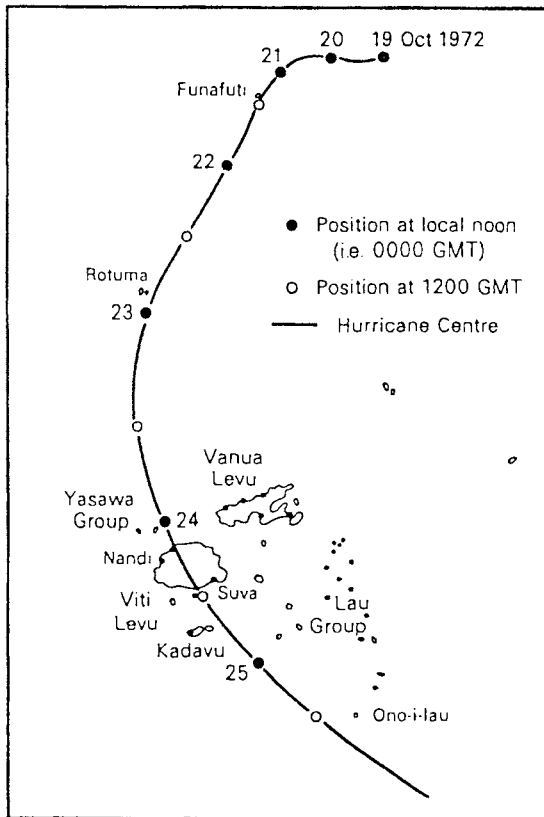 21
20
19 Oct 1972
Funafuti
22
Position at local noon
(i.e. 0000 GMT)
Rotuma
Position at 1200 GMT
23
Hurricane Centre
Vanua
Levu
Yasawa
Group
24
Nandi
Suva
Viti
Levu
Lau
Group
Kadavu
25
Ono-i-lau